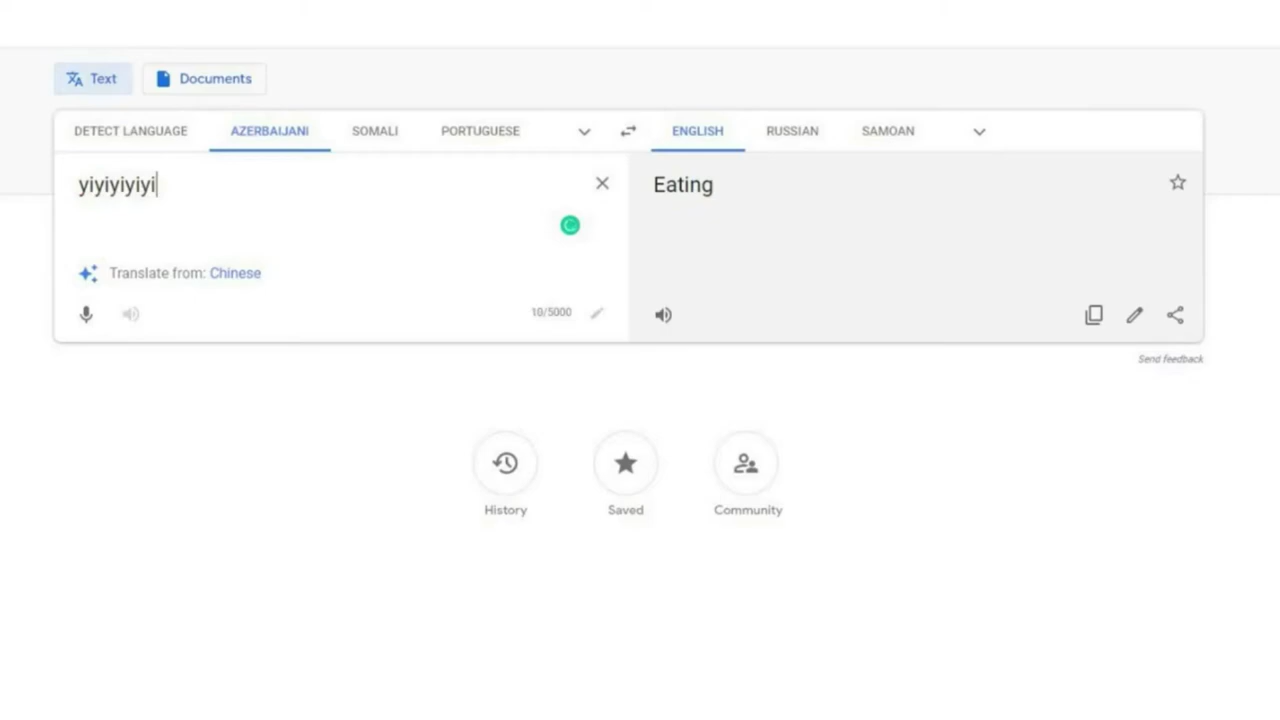 Text Documents
DETECT LANGUAGE AZERBAIJANI SOMALI PORTUGUESE ENGLISH RUSSIAN SAMOAN
yiyiyiyiyi Eating
Translate from: Chinese
10/5000
Send feedback
History Saved Community